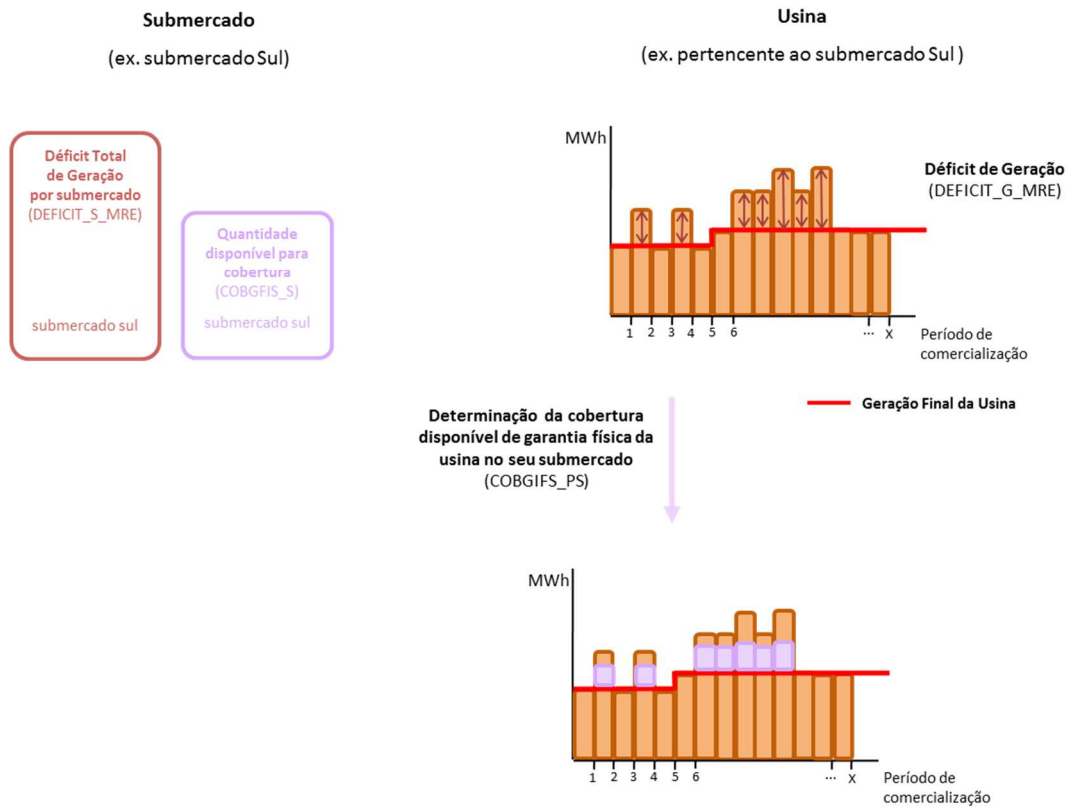 Submercado
(ex. submercado Sul)
Usina
(ex. pertencente ao submercado Sul )
Déficit Total
de Geração
por submercado
(DEFICIT_S_MRE)
submercado sul
Quantidade
disponível para
cobertura
(COBGFIS_S)
submercado sul
MWh
Déficit de Geração
(DEFICIT_G_MRE)
1 2 3 4 5 6 ... X
Período de
comercialização
Geração Final da Usina
Determinação da cobertura
disponível de garantia física da
usina no seu submercado
(COBGIFS_PS)
MWh
1 2 3 4 5 6 ... X
Período de
comercialização